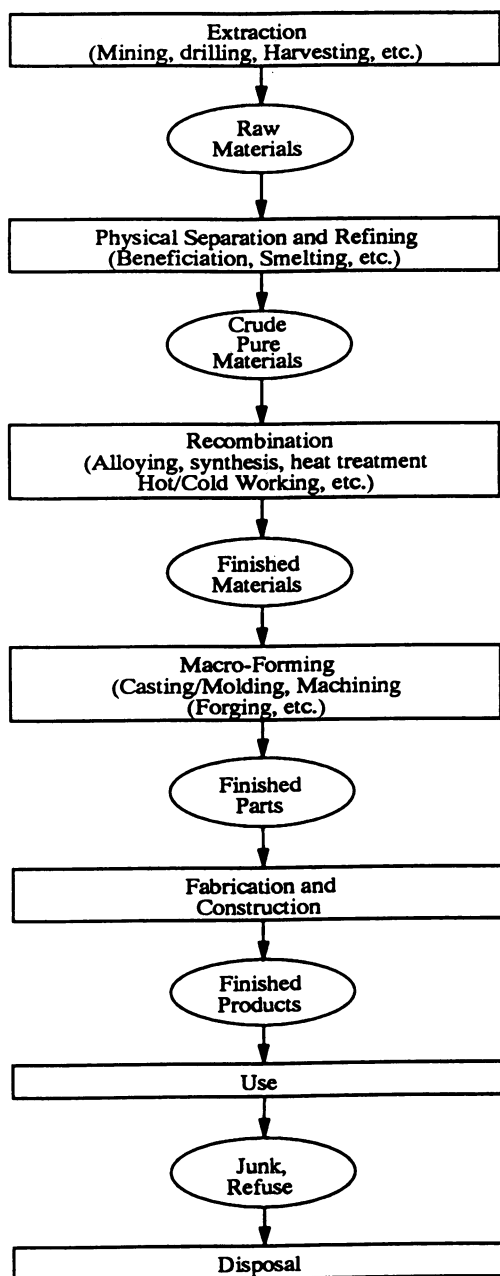 Extraction
(Mining, drilling, Harvesting, etc.)
Raw
Materials
Physical Separation and Refining
(Beneficiation, Smelting, etc.)
Crude
Pure
Materials
Recombination
(Alloying, synthesis, heat treatment
Hot/Cold Working, etc.)
Finished
Materials
Macro-Forming
(Casting/Molding, Machining
(Forging, etc.)
Finished
Parts
Fabrication and
Construction
Finished
Products
Use
Junk,
Refuse
Disposal